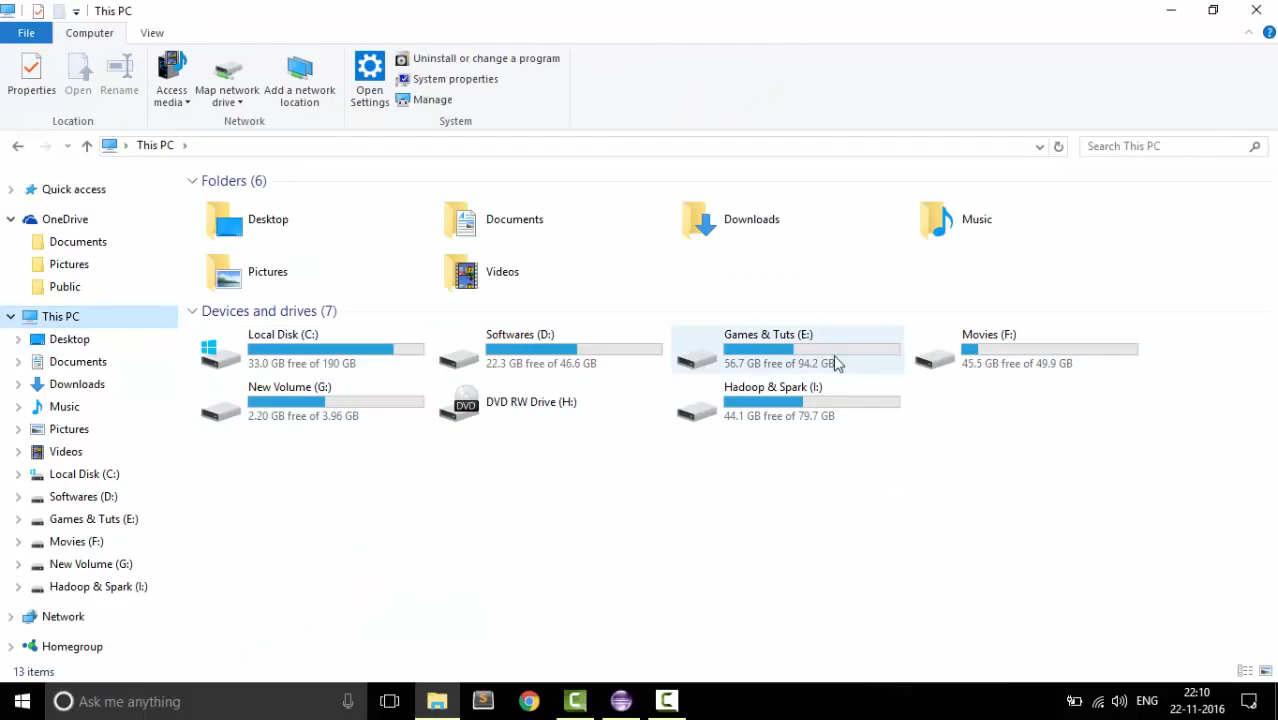 This PC
File
Computer
View
Properties
Open
Rename
Access media
Map network drive
Add a network location
Open Settings
Uninstall or change a program
System properties
Manage
Location
Network
System
This PC
Search This PC
Quick access
OneDrive
Documents
Pictures
Public
This PC
Desktop
Documents
Downloads
Music
Pictures
Videos
Local Disk (C:)
Softwares (D:)
Games & Tuts (E:)
Movies (F:)
New Volume (G:)
Hadoop & Spark (I:)
Network
Homegroup
Folders (6)
Desktop
Documents
Downloads
Music
Pictures
Videos
Devices and drives (7)
Local Disk (C:)
33.0 GB free of 190 GB
Softwares (D:)
22.3 GB free of 46.6 GB
Games & Tuts (E:)
56.7 GB free of 94.2 GB
Movies (F:)
45.5 GB free of 49.9 GB
New Volume (G:)
2.20 GB free of 3.96 GB
DVD
DVD RW Drive (H:)
Hadoop & Spark (I:)
44.1 GB free of 79.7 GB
13 items
Ask me anything
ENG
22:10
22-11-2016